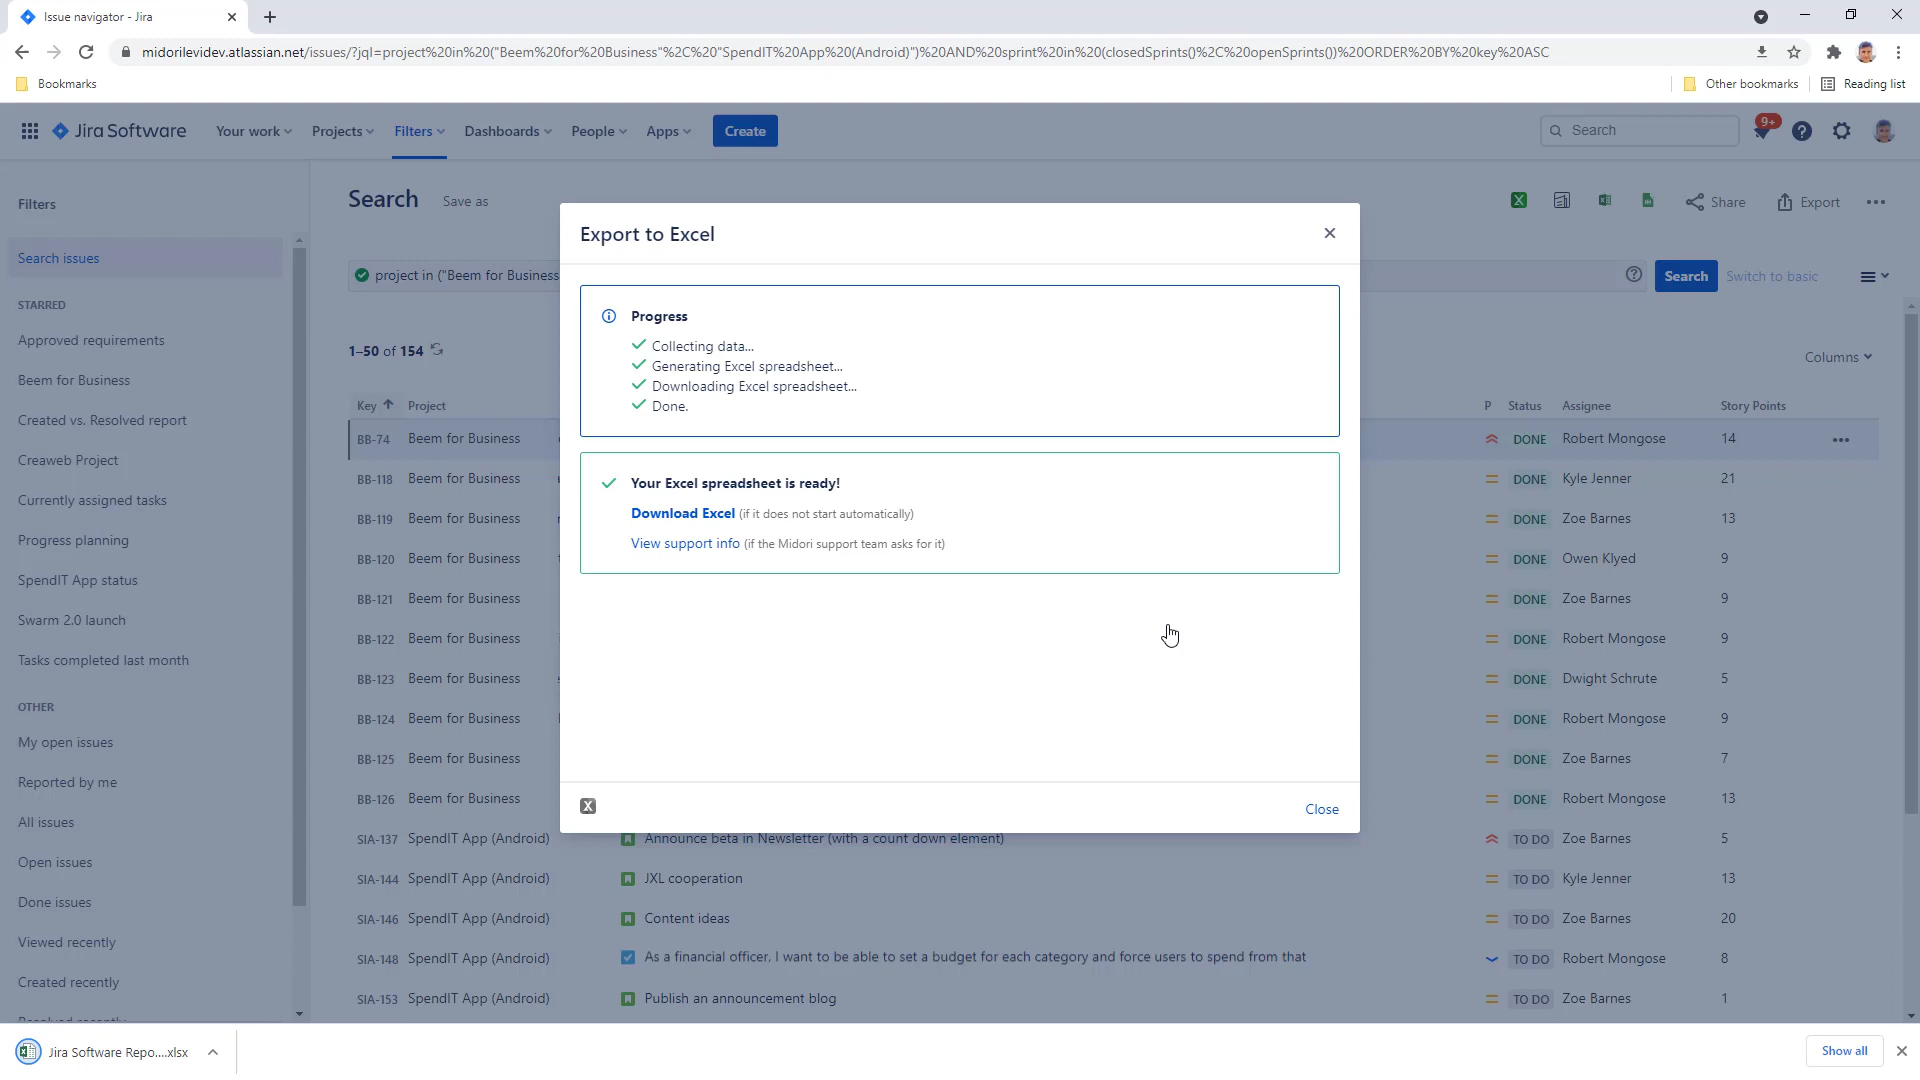 Issue navigator - Jira
midorilevidev.atlassian.net/issues/?jql=project%20in%20("Beem%20for%20Business"%2C%20"SpendIT%20App%20(Android)")%20AND%20sprint%20in%20(closedSprints()%2C%20openSprints())%20ORDER%20BY%20key%20ASC
Bookmarks
Other bookmarks
Reading list
Jira Software
Your work
Projects
Filters
Dashboards
People
Apps
Create
Search
9+
Filters
Search issues
STARRED
Approved requirements
Beem for Business
Created vs. Resolved report
Creaweb Project
Currently assigned tasks
Progress planning
SpendIT App status
Swarm 2.0 launch
Tasks completed last month
OTHER
My open issues
Reported by me
All issues
Open issues
Done issues
Viewed recently
Created recently
Search Save as
Share
Export
project in ("Beem for Business
Search
Switch to basic
1–50 of 154
Columns
Key Project P Status Assignee Story Points
BB-74 Beem for Business DONE Robert Mongose 14
BB-118 Beem for Business DONE Kyle Jenner 21
BB-119 Beem for Business DONE Zoe Barnes 13
BB-120 Beem for Business DONE Owen Klyed 9
BB-121 Beem for Business DONE Zoe Barnes 9
BB-122 Beem for Business DONE Robert Mongose 9
BB-123 Beem for Business DONE Dwight Schrute 5
BB-124 Beem for Business DONE Robert Mongose 9
BB-125 Beem for Business DONE Zoe Barnes 7
BB-126 Beem for Business DONE Robert Mongose 13
SIA-137 SpendIT App (Android) Announce beta in Newsletter (with a count down element) TO DO Zoe Barnes 5
SIA-144 SpendIT App (Android) JXL cooperation TO DO Kyle Jenner 13
SIA-146 SpendIT App (Android) Content ideas TO DO Zoe Barnes 20
SIA-148 SpendIT App (Android) As a financial officer, I want to be able to set a budget for each category and force users to spend from that TO DO Robert Mongose 8
SIA-153 SpendIT App (Android) Publish an announcement blog TO DO Zoe Barnes 1
Export to Excel
Progress
Collecting data...
Generating Excel spreadsheet...
Downloading Excel spreadsheet...
Done.
Your Excel spreadsheet is ready!
Download Excel (if it does not start automatically)
View support info (if the Midori support team asks for it)
Close
Jira Software Repo....xlsx
Show all